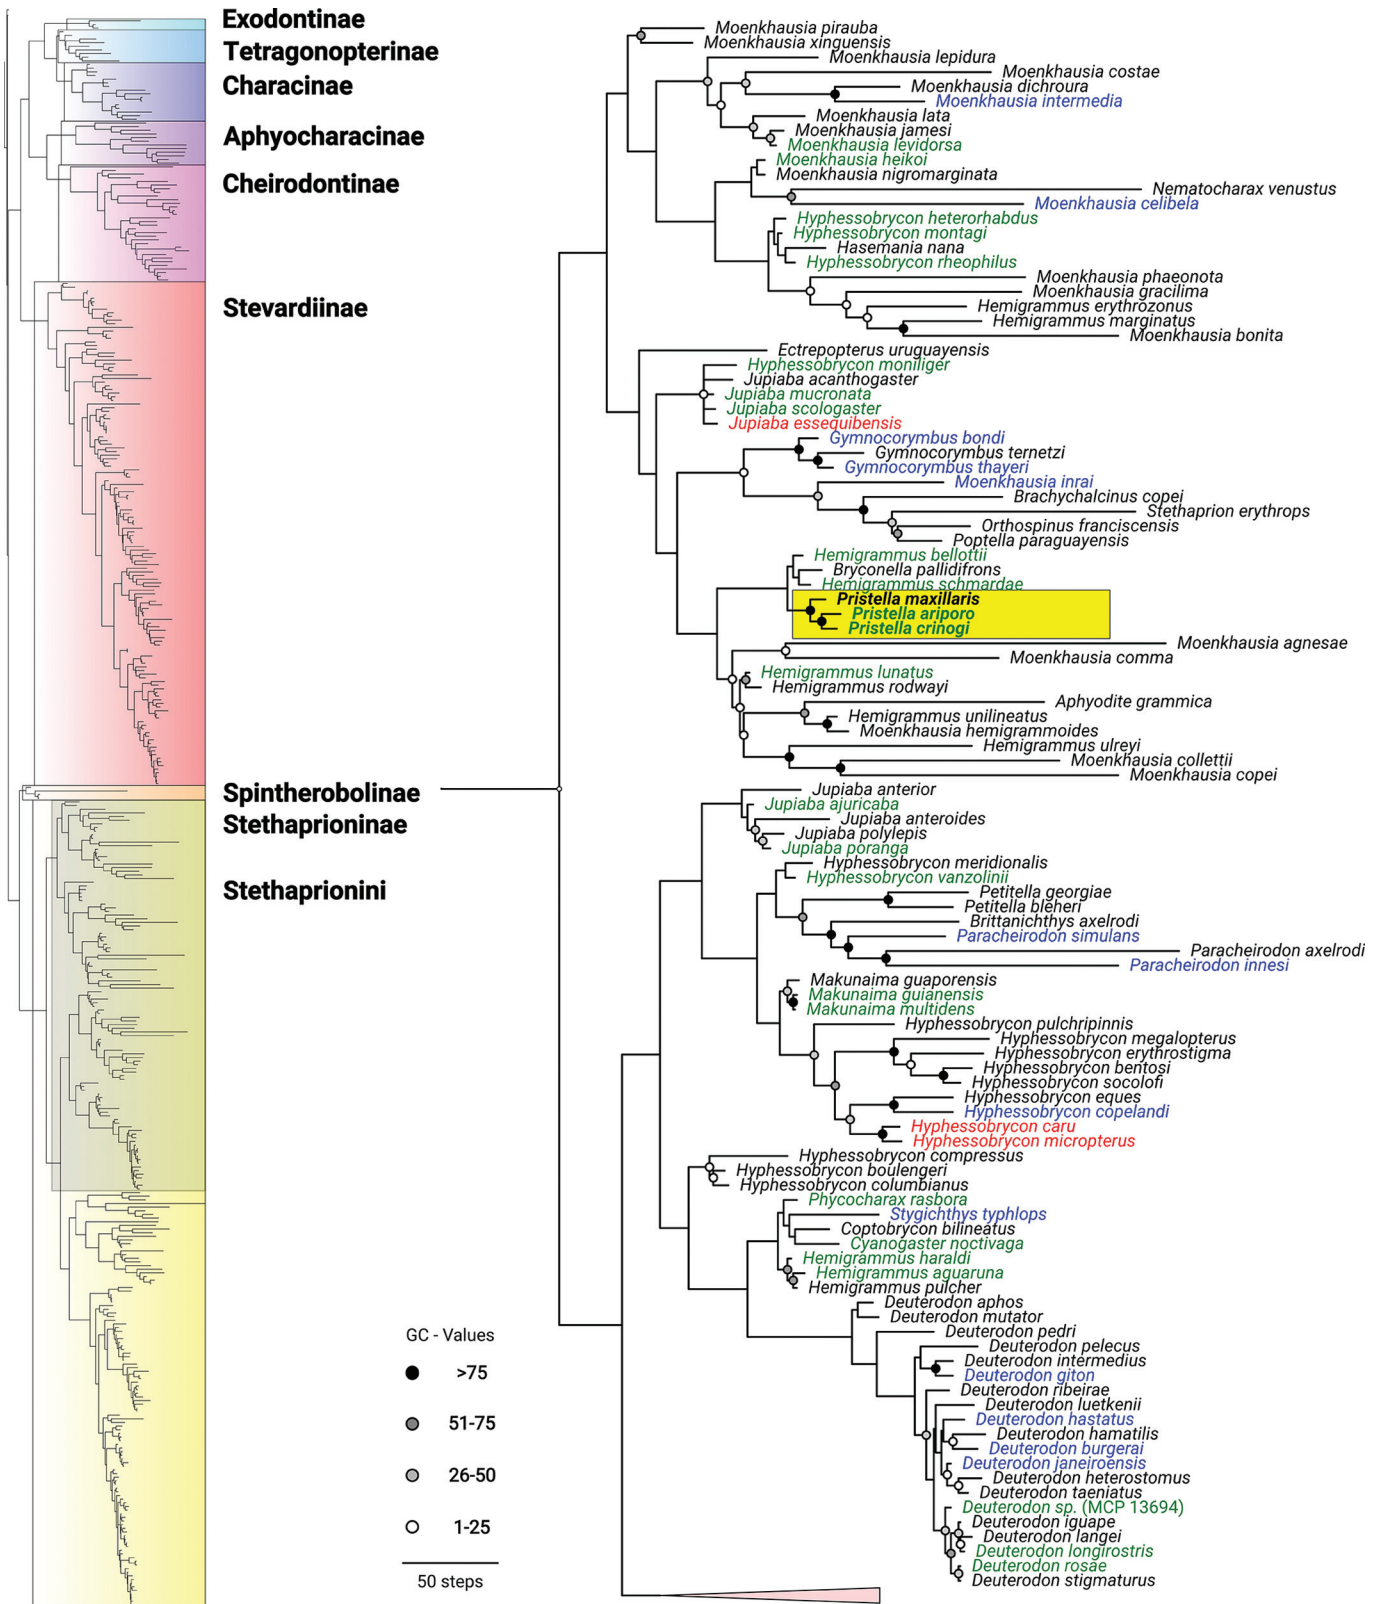 Exodontinae
Tetragonopterinae
Characinae
Aphyocharacinae
Cheirodontinae
Stevardiinae
Spintherobolinae
Stethaprioninae
Stethaprionini
Moenkhausia pirauba
Moenkhausia xinguensis
Moenkhausia lepidura
Moenkhausia costae
Moenkhausia dichroura
Moenkhausia intermedia
Moenkhausia lata
Moenkhausia jamesi
Moenkhausia levidorsa
Moenkhausia heikoi
Moenkhausia nigromarginata
Nematocharax venustus
Moenkhausia celibela
Hyphessobrycon heterorhabdus
Hyphessobrycon montagi
Hasemania nana
Hyphessobrycon rheophilus
Moenkhausia phaeonota
Moenkhausia gracilima
Hemigrammus erythrozonus
Hemigrammus marginatus
Moenkhausia bonita
Ectrepopterus uruguayensis
Hyphessobrycon moniliger
Jupiaba acanthogaster
Jupiaba mucronata
Jupiaba scologaster
Jupiaba essequibensis
Gymnocorymbus bondi
Gymnocorymbus ternetzi
Gymnocorymbus thayeri
Moenkhausia inrai
Brachychalcinus copei
Stethaprion erythrops
Orthospinus franciscensis
Poptella paraguayensis
Hemigrammus bellottii
Bryconella pallidifrons
Hemigrammus schmardae
Pristella maxillaris
Pristella ariporo
Pristella crinogi
Moenkhausia agnesae
Moenkhausia comma
Hemigrammus lunatus
Hemigrammus rodwayi
Aphyodite grammica
Hemigrammus unilineatus
Moenkhausia hemigrammoides
Hemigrammus ulreyi
Moenkhausia collettii
Moenkhausia copei
Jupiaba anterior
Jupiaba ajuricaba
Jupiaba anteroides
Jupiaba polylepis
Jupiaba poranga
Hyphessobrycon meridionalis
Hyphessobrycon vanzolinii
Petitella georgiae
Petitella bleheri
Brittanichthys axelrodi
Paracheirodon simulans
Paracheirodon axelrodi
Paracheirodon innesi
Makunaima guaporensis
Makunaima guianensis
Makunaima multidens
Hyphessobrycon pulchripinnis
Hyphessobrycon megalopterus
Hyphessobrycon erythrostigma
Hyphessobrycon bentosi
Hyphessobrycon socolofi
Hyphessobrycon eques
Hyphessobrycon copelandi
Hyphessobrycon caru
Hyphessobrycon micropterus
Hyphessobrycon compressus
Hyphessobrycon boulengeri
Hyphessobrycon columbianus
Phycocharax rasbora
Stygichthys typhlops
Coptobrycon bilineatus
Cyanogaster noctivaga
Hemigrammus haraldi
Hemigrammus aguaruna
Hemigrammus pulcher
Deuterodon aphos
Deuterodon mutator
Deuterodon pedri
Deuterodon pelecus
Deuterodon intermedius
Deuterodon giton
Deuterodon ribeirae
Deuterodon luetkenii
Deuterodon hastatus
Deuterodon hamatilis
Deuterodon burgerai
Deuterodon janeiroensis
Deuterodon heterostomus
Deuterodon taeniatus
Deuterodon sp. (MCP 13694)
Deuterodon iguape
Deuterodon langei
Deuterodon longirostris
Deuterodon rosae
Deuterodon stigmaturus
GC - Values
>75
51-75
26-50
1-25
50 steps